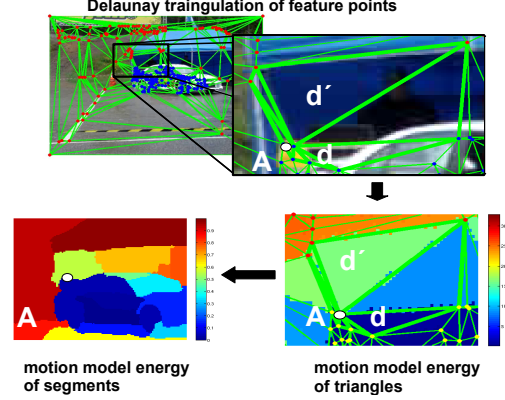 Delaunay traingulation of feature points
d´
A
d
d´
A
A
d
motion model energy
of segments
motion model energy
of triangles